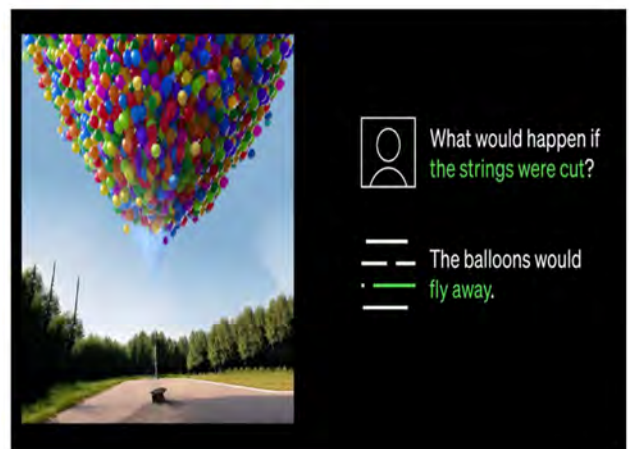 What would happen if
the strings were cut?
The balloons would
fly away.